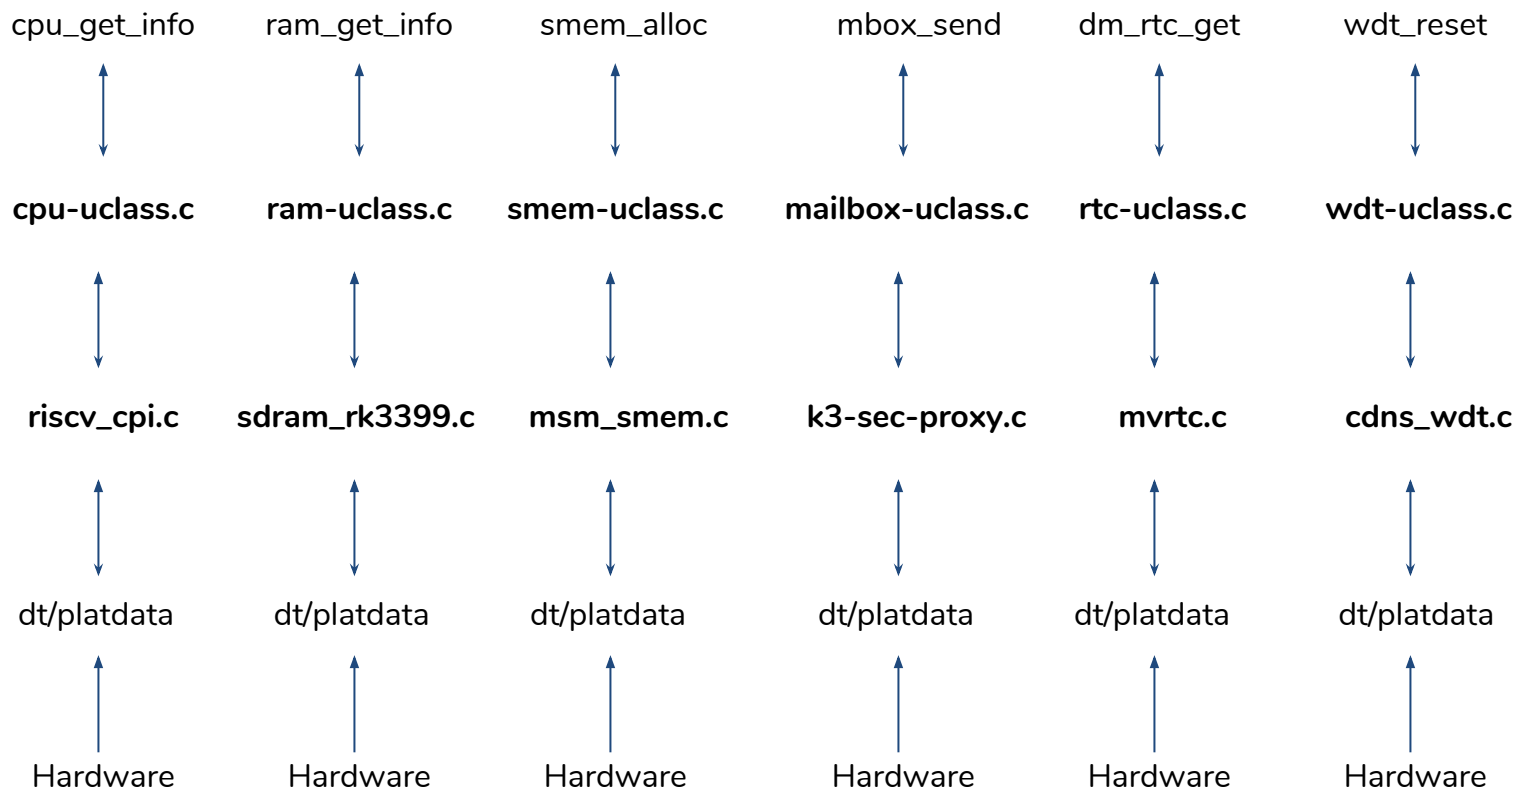 cpu_get_info ram_get_info smem_alloc mbox_send dm_rtc_get wdt_reset
cpu-uclass.c ram-uclass.c smem-uclass.c mailbox-uclass.c rtc-uclass.c wdt-uclass.c
riscv_cpi.c sdram_rk3399.c msm_smem.c k3-sec-proxy.c mvrtc.c cdns_wdt.c
dt/platdata dt/platdata dt/platdata dt/platdata dt/platdata dt/platdata
Hardware Hardware Hardware Hardware Hardware Hardware